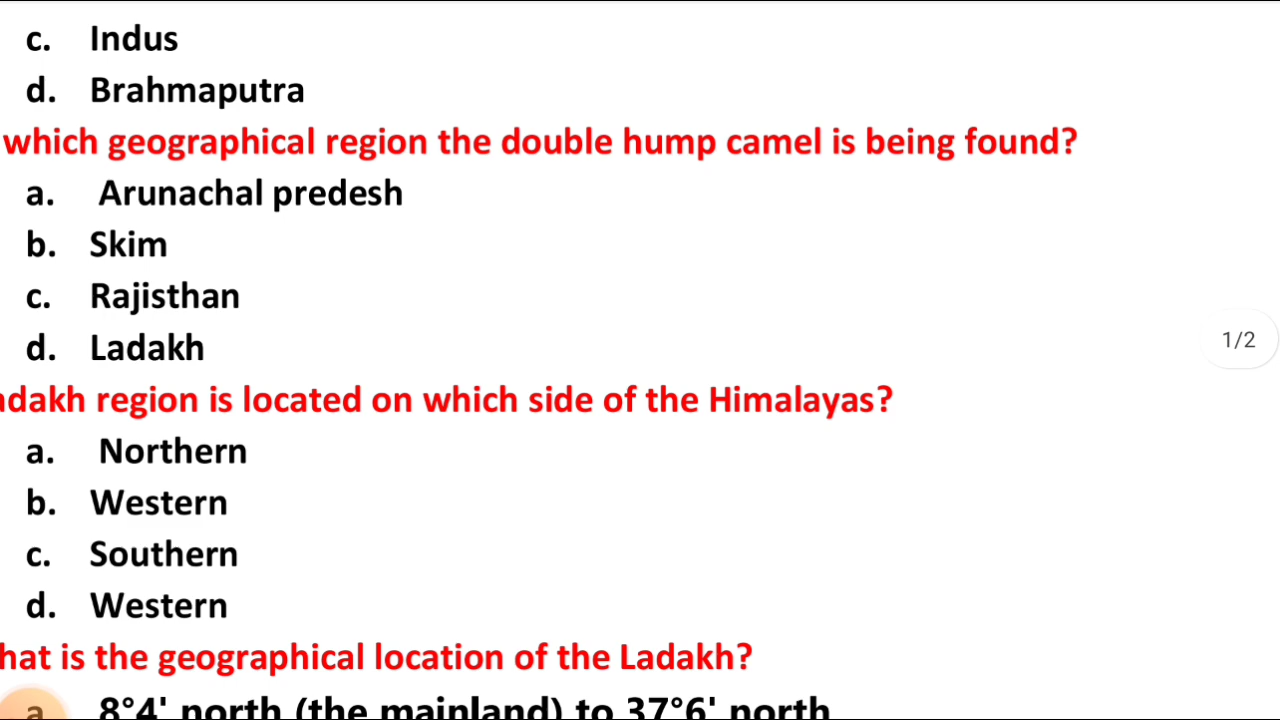 c. Indus
d. Brahmaputra
which geographical region the double hump camel is being found?
a. Arunachal predesh
b. Skim
c. Rajisthan
d. Ladakh
1/2
adakh region is located on which side of the Himalayas?
a. Northern
b. Western
c. Southern
d. Western
hat is the geographical location of the Ladakh?
a 8°4' north (the mainland) to 37°6' north